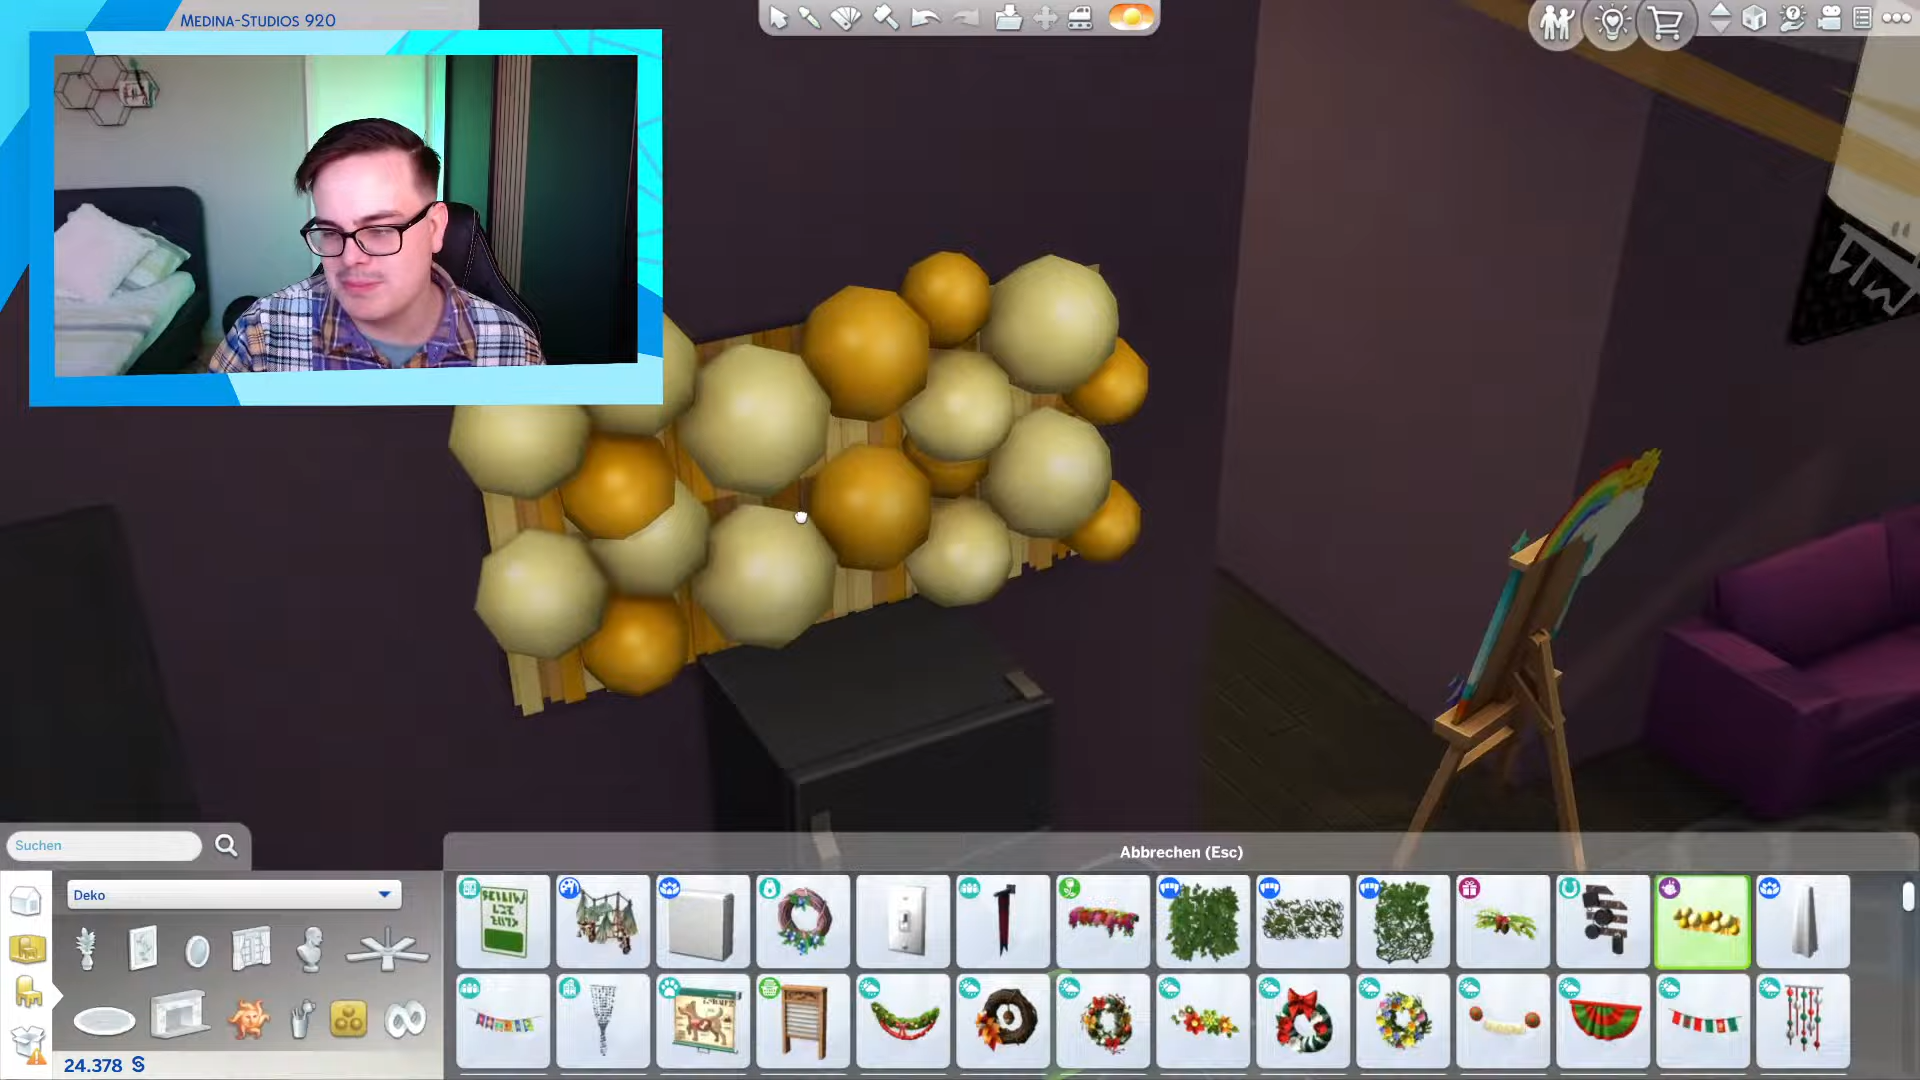 MEDINA-STUDIOS 920
Suchen
Abbrechen (Esc)
Deko
24.378 S